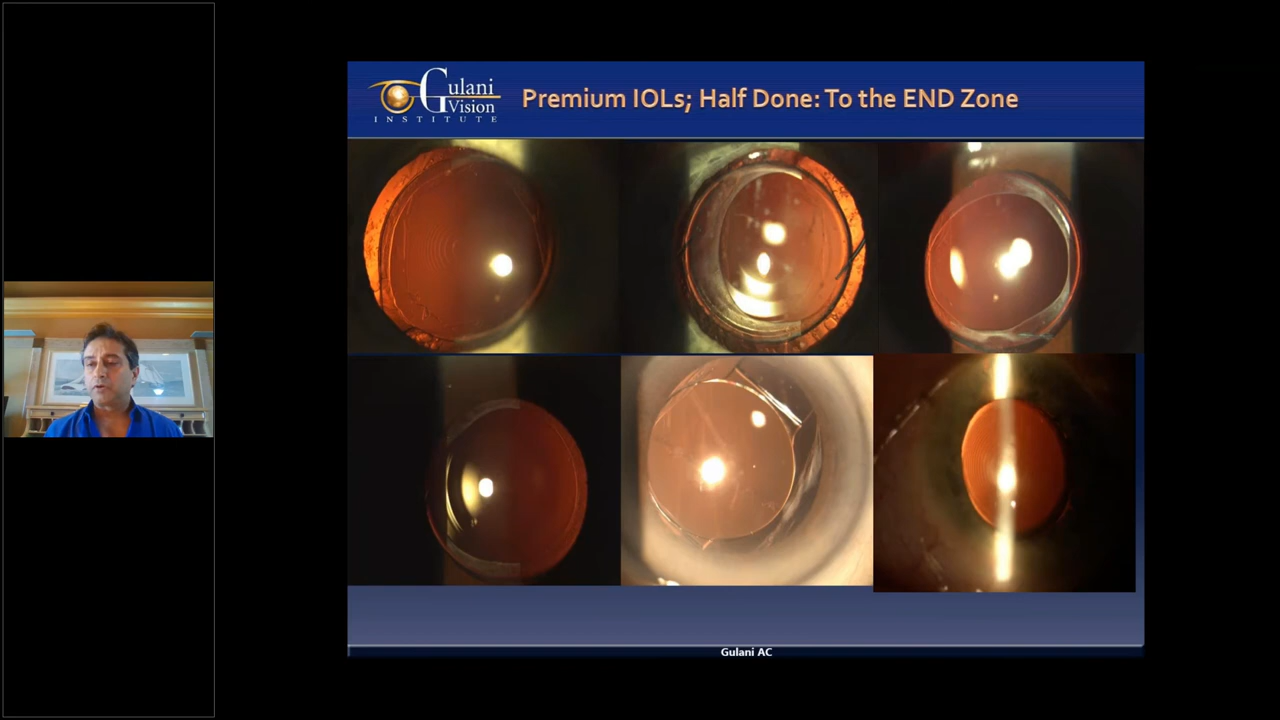 Gulani
Vision
INSTITUTE
Premium IOLs; Half Done: To the END Zone
Gulani AC